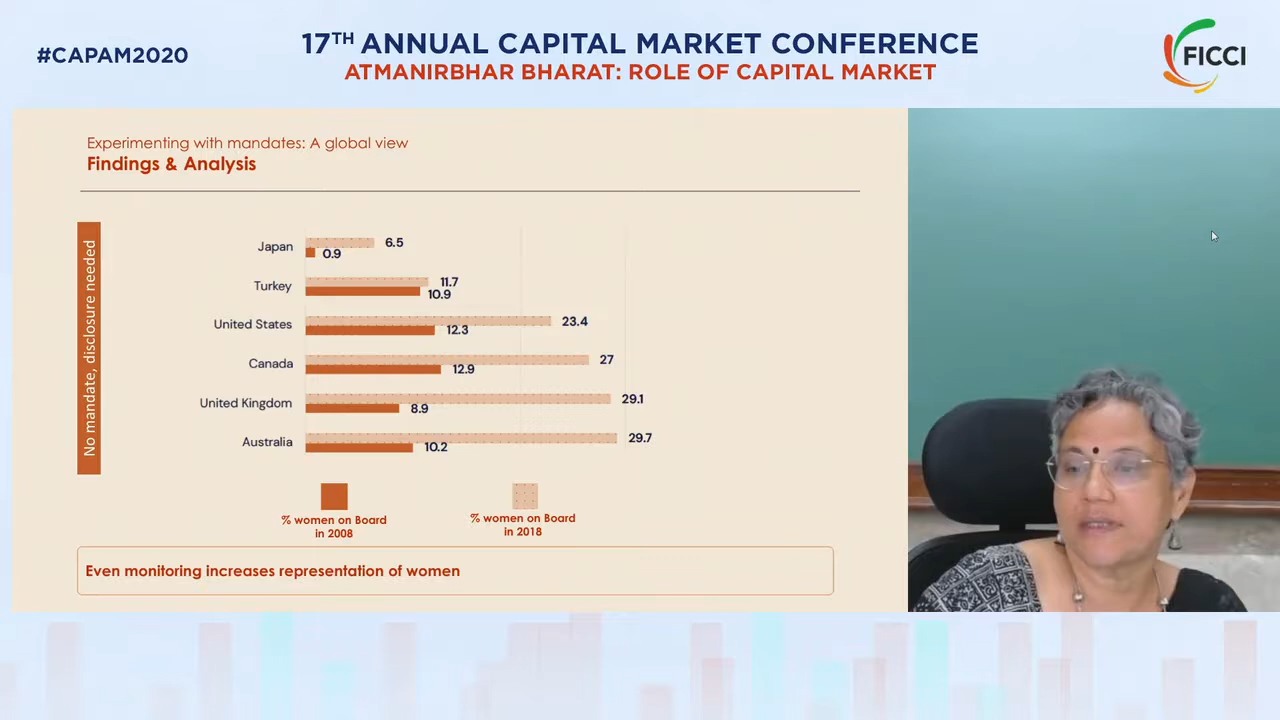 #CAPAM2020
17TH ANNUAL CAPITAL MARKET CONFERENCE
ATMANIRBHAR BHARAT: ROLE OF CAPITAL MARKET
FICCI
Experimenting with mandates: A global view
Findings & Analysis
No mandate, disclosure needed
Japan
6.5
0.9
Turkey
11.7
10.9
United States
23.4
12.3
Canada
27
12.9
United Kingdom
29.1
8.9
Australia
29.7
10.2
% women on Board
in 2008
% women on Board
in 2018
Even monitoring increases representation of women